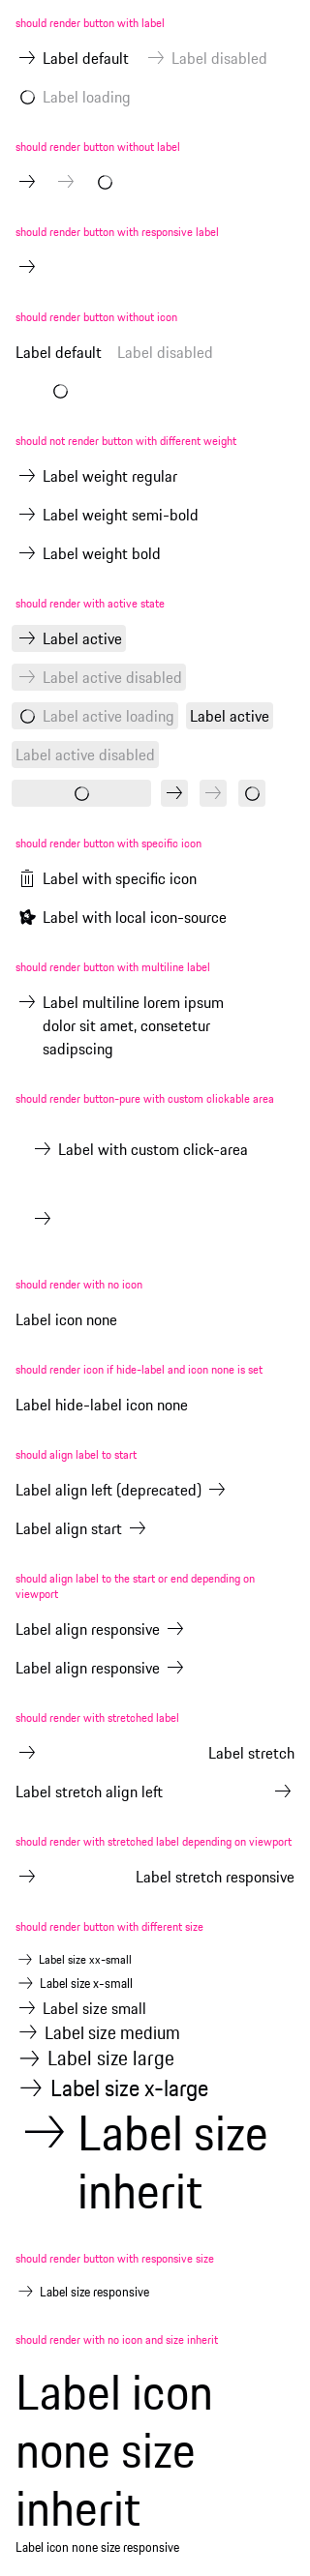 should render button with label
Label default Label disabled
Label loading
should render button without label
should render button with responsive label
should render button without icon
Label default Label disabled
should not render button with different weight
Label weight regular
Label weight semi-bold
Label weight bold
should render with active state
Label active
Label active disabled
Label active loading Label active
Label active disabled
should render button with specific icon
Label with specific icon
Label with local icon-source
should render button with multiline label
Label multiline lorem ipsum
dolor sit amet, consetetur
sadipscing
should render button-pure with custom clickable area
Label with custom click-area
should render with no icon
Label icon none
should render icon if hide-label and icon none is set
Label hide-label icon none
should align label to start
Label align left (deprecated)
Label align start
should align label to the start or end depending on
viewport
Label align responsive
Label align responsive
should render with stretched label
Label stretch
Label stretch align left
should render with stretched label depending on viewport
Label stretch responsive
should render button with different size
Label size xx-small
Label size x-small
Label size small
Label size medium
Label size large
Label size x-large
Label size
inherit
should render button with responsive size
Label size responsive
should render with no icon and size inherit
Label icon
none size
inherit
Label icon none size responsive